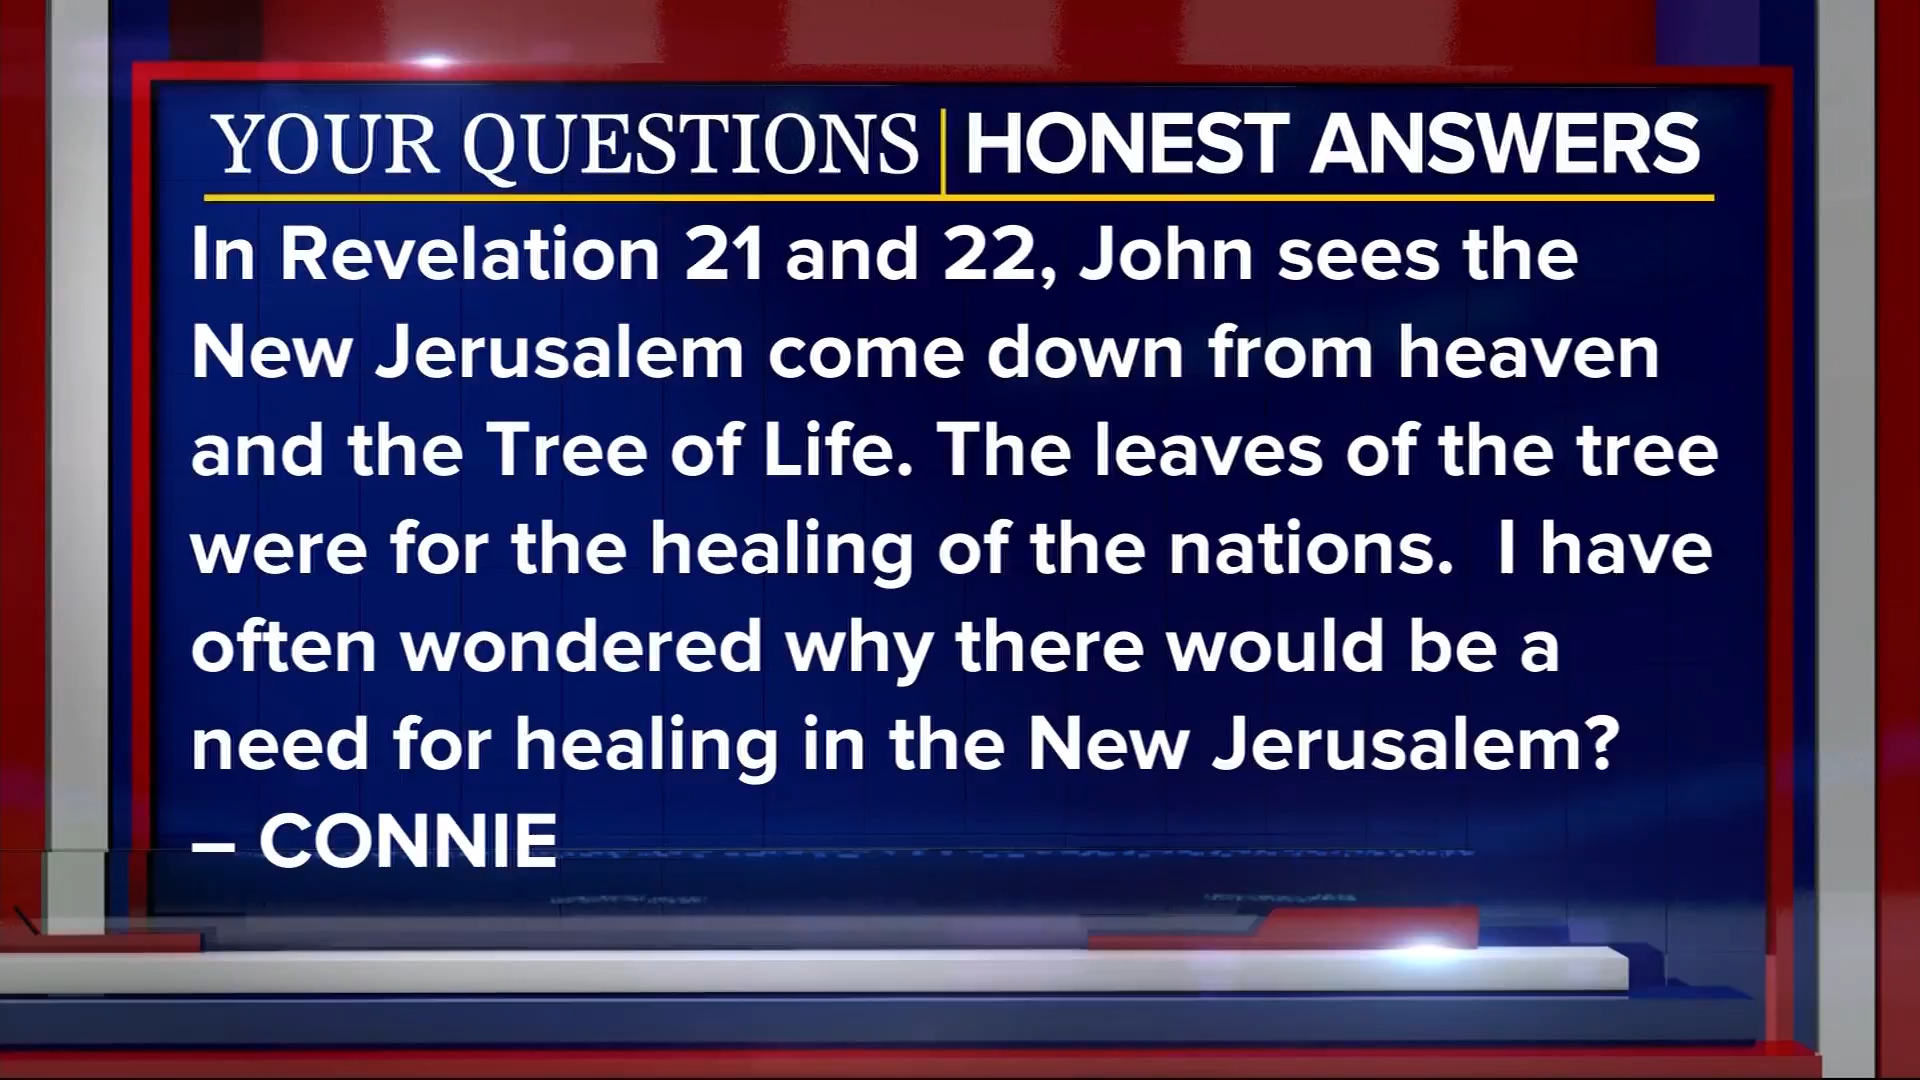 YOUR QUESTIONS | HONEST ANSWERS
In Revelation 21 and 22, John sees the
New Jerusalem come down from heaven
and the Tree of Life. The leaves of the tree
were for the healing of the nations.  I have
often wondered why there would be a
need for healing in the New Jerusalem?
– CONNIE